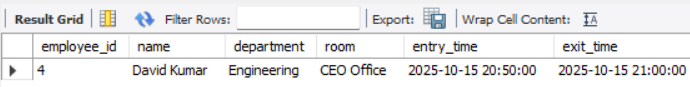 Result Grid Filter Rows: Export: Wrap Cell Content: IA
employee_id name department room entry_time exit_time
4 David Kumar Engineering CEO Office 2025-10-15 20:50:00 2025-10-15 21:00:00